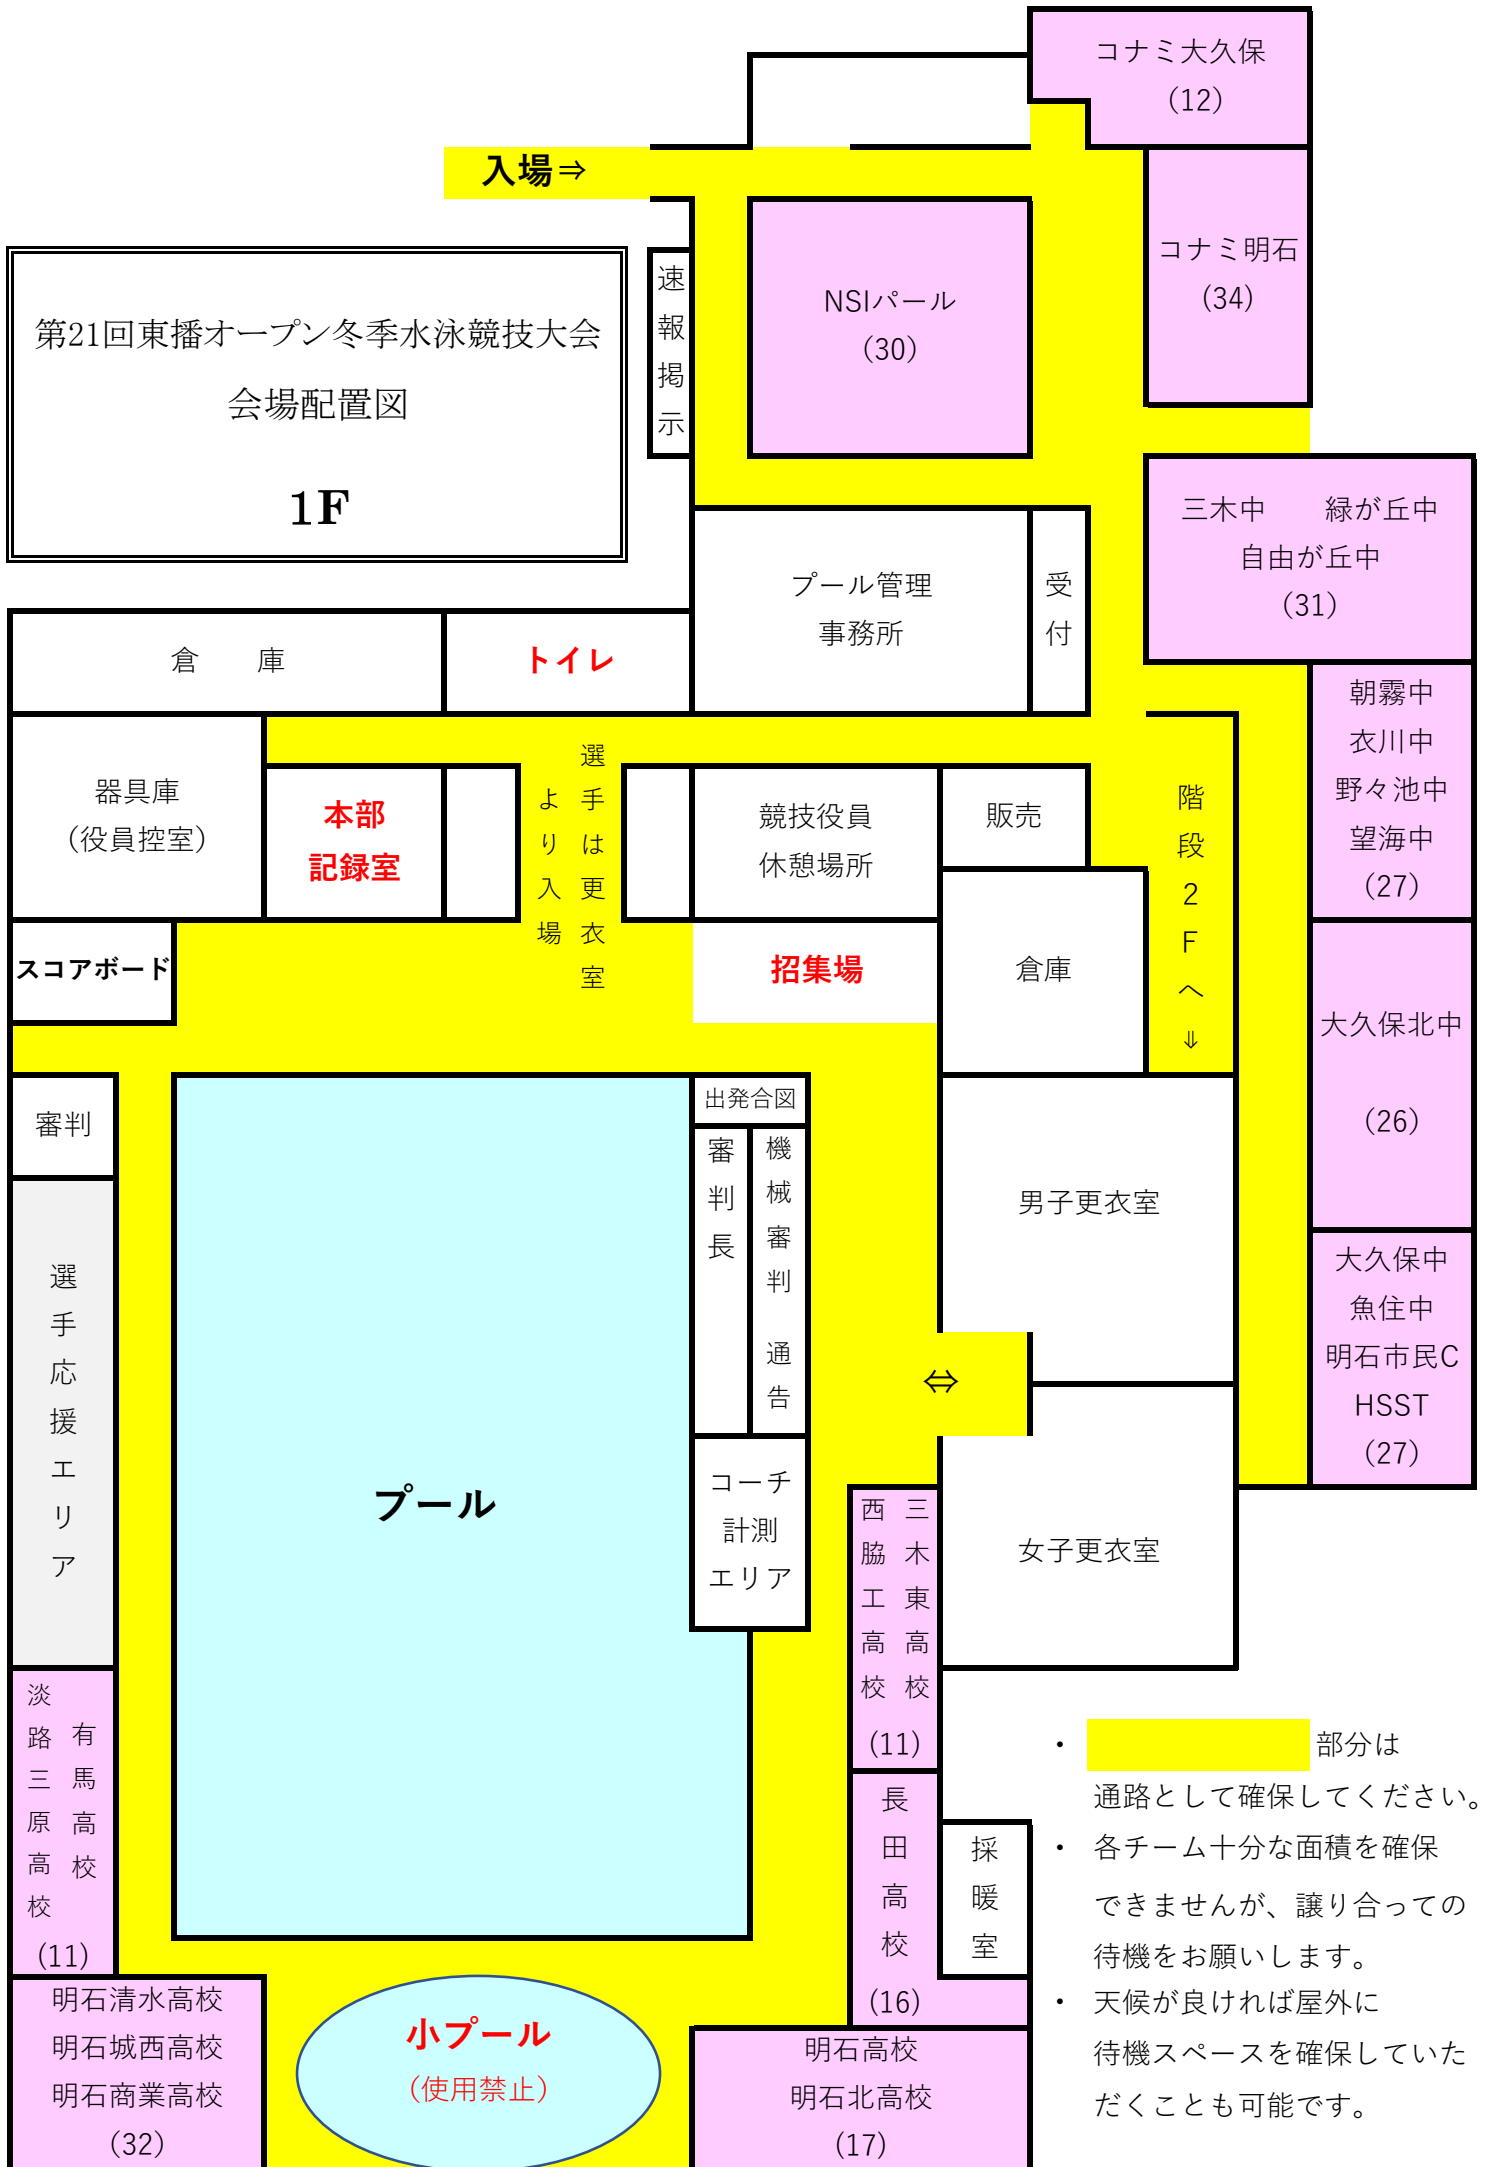 コナミ大久保
（12）
入場⇒
コナミ明石
（34）
NSIパール
（30）
速報掲示
第21回東播オープン冬季水泳競技大会
会場配置図
1F
三木中　　緑が丘中
自由が丘中
（31）
プール管理
事務所
受付
倉　　庫
トイレ
朝霧中
衣川中
野々池中
望海中
（27）
器具庫
（役員控室）
本部
記録室
選手は更衣室
より入場
競技役員
休憩場所
販売
階段２Ｆへ⇓
スコアボード
招集場
倉庫
大久保北中
（26）
審判
出発合図
審判長
機械審判　通告
男子更衣室
選手応援エリア
大久保中
魚住中
明石市民C
HSST
（27）
⇔
プール
コーチ
計測
エリア
三木東高校
西脇工高校
（11）
女子更衣室
有馬高校
淡路三原高校
（11）
長田高校
（16）
採暖室
・　部分は
通路として確保してください。
・　各チーム十分な面積を確保
できませんが、譲り合っての
待機をお願いします。
・　天候が良ければ屋外に
待機スペースを確保していた
だくことも可能です。
明石清水高校
明石城西高校
明石商業高校
（32）
小プール
（使用禁止）
明石高校
明石北高校
（17）